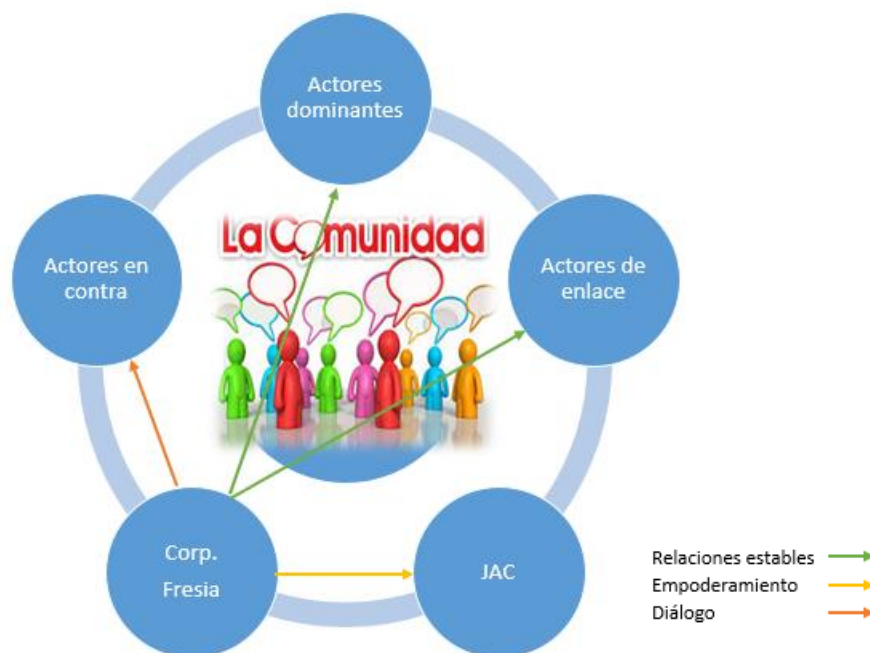 Actores
dominantes
La Comunidad
Actores en
contra
Actores de
enlace
Corp.
Fresia
JAC
Relaciones estables
Empoderamiento
Diálogo